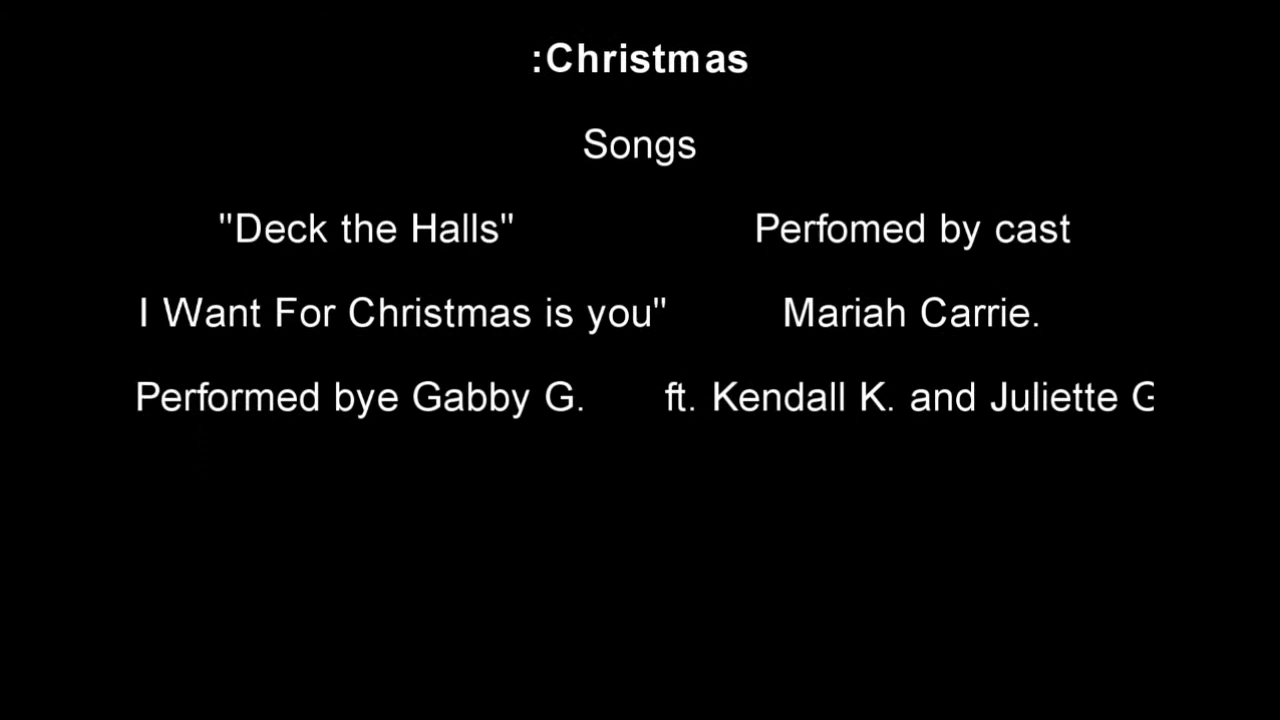 :Christmas
Songs
"Deck the Halls" Perfomed by cast
I Want For Christmas is you" Mariah Carrie.
Performed bye Gabby G. ft. Kendall K. and Juliette G